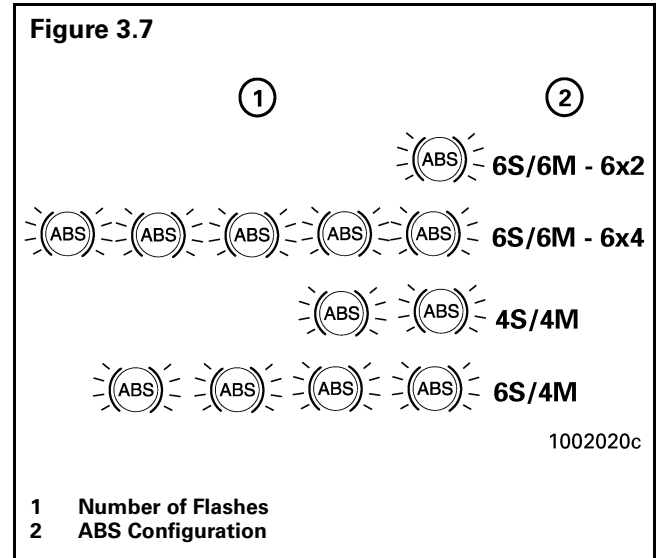 Figure 3.7
1 2
ABS 6S/6M - 6x2
ABS ABS ABS ABS ABS 6S/6M - 6x4
ABS ABS 4S/4M
ABS ABS ABS ABS 6S/4M
1002020c
1 Number of Flashes
2 ABS Configuration